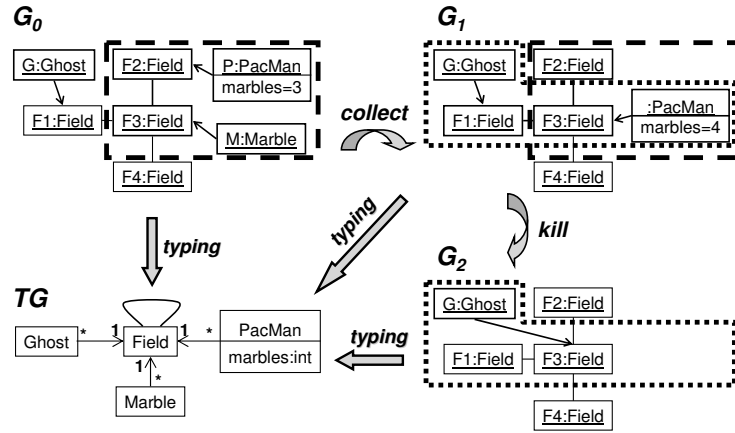 G0
G:Ghost
F2:Field
P:PacMan
marbles=3
F1:Field
F3:Field
M:Marble
F4:Field
collect
G1
G:Ghost
F2:Field
F1:Field
F3:Field
:PacMan
marbles=4
F4:Field
typing
typing
kill
TG
Ghost
*
1
Field
1
*
PacMan
marbles:int
1
*
Marble
typing
G2
G:Ghost
F2:Field
F1:Field
F3:Field
F4:Field